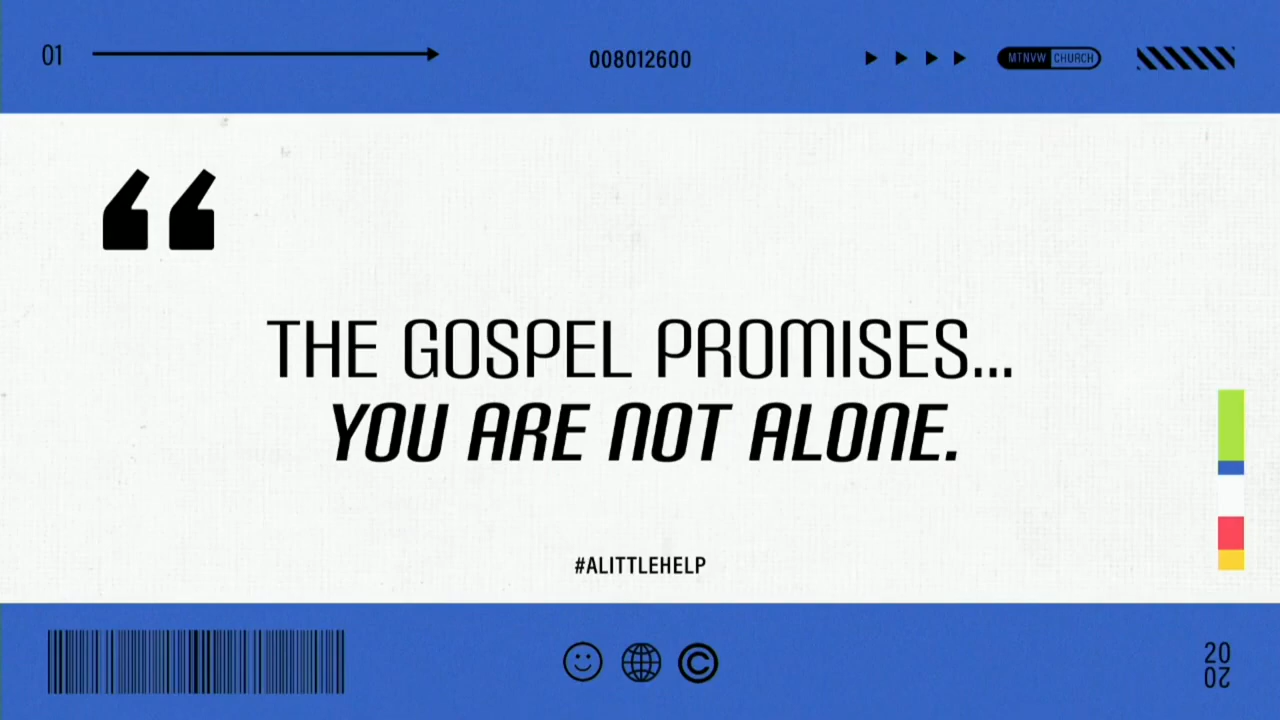 01
008012600
MTNVW CHURCH
“
THE GOSPEL PROMISES...
YOU ARE NOT ALONE.
#ALITTLEHELP
©
20
20